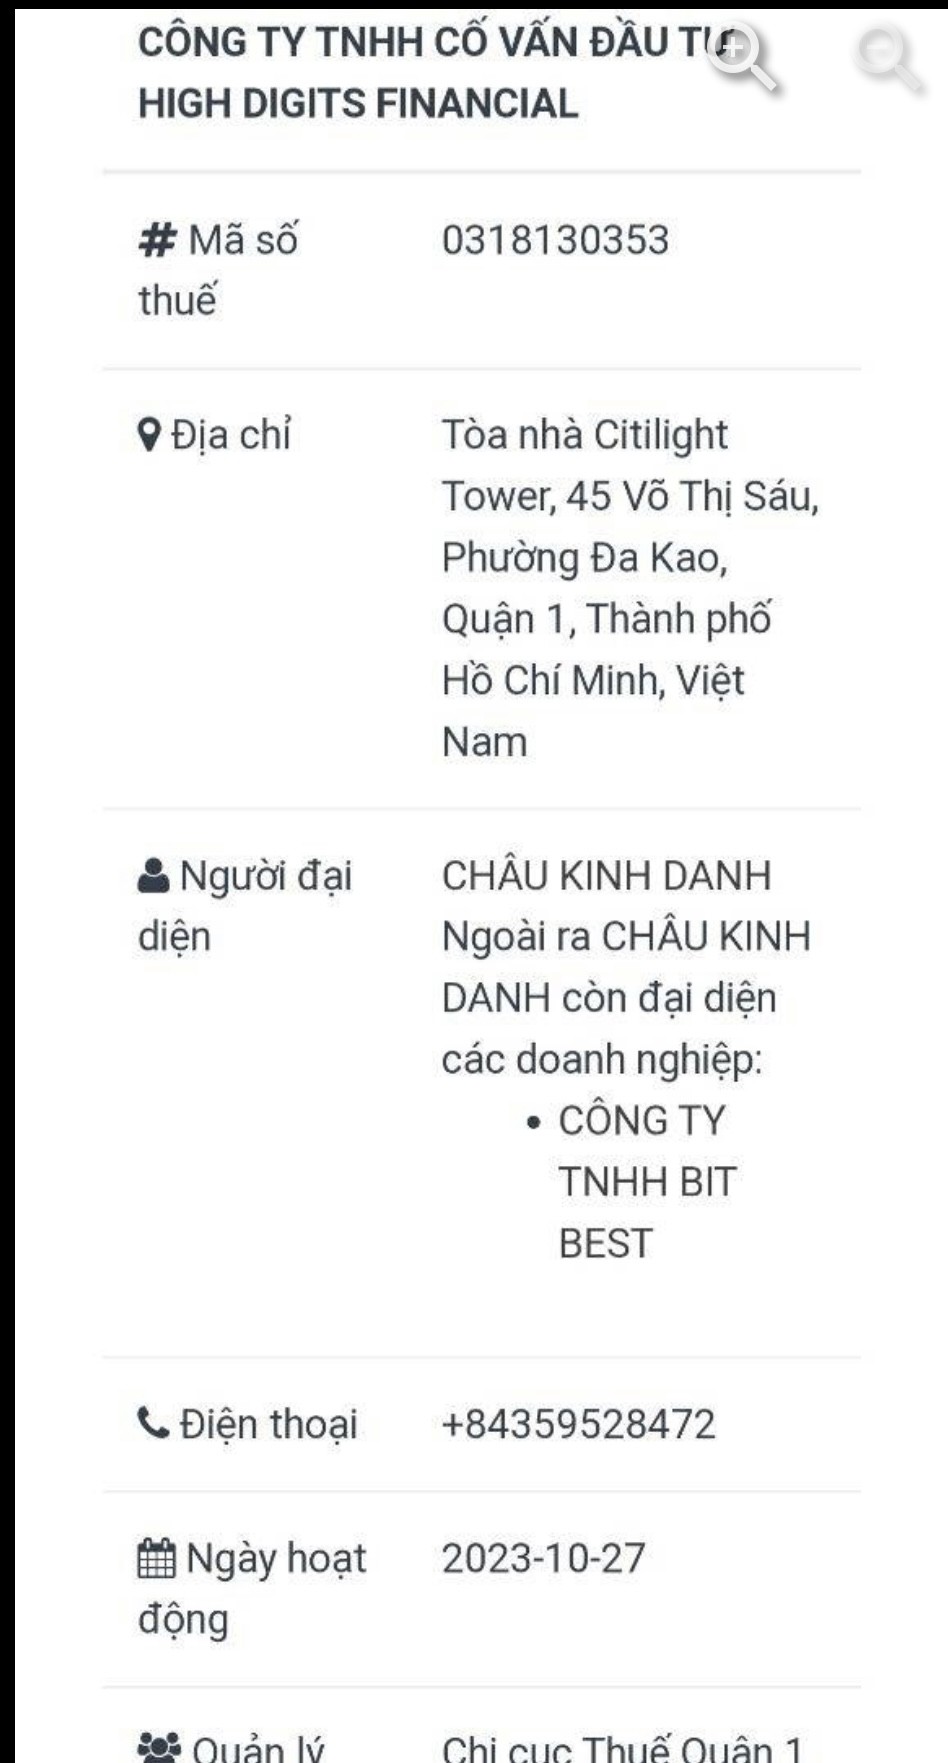 CÔNG TY TNHH CỐ VẤN ĐẦU TƯ
HIGH DIGITS FINANCIAL
Mã số
thuế
0318130353
Địa chỉ
Tòa nhà Citilight
Tower, 45 Võ Thị Sáu,
Phường Đa Kao,
Quận 1, Thành phố
Hồ Chí Minh, Việt
Nam
Người đại
diện
CHÂU KINH DANH
Ngoài ra CHÂU KINH
DANH còn đại diện
các doanh nghiệp:
• CÔNG TY
TNHH BIT
BEST
Điện thoại
+84359528472
Ngày hoạt
động
2023-10-27
Quản lý
Chi cục Thuế Quận 1